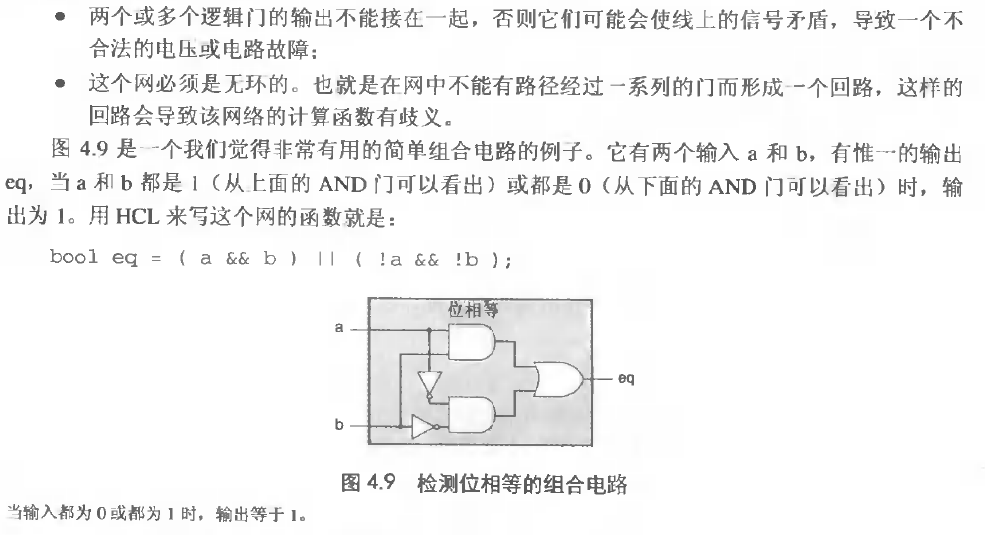 ● 两个或多个逻辑门的输出不能接在一起，否则它们可能会使线上的信号矛盾，导致一个不
合法的电压或电路故障；
● 这个网必须是无环的。也就是在网中不能有路径经过一系列的门而形成一个回路，这样的
回路会导致该网络的计算函数有歧义。
图 4.9 是一个我们觉得非常有用的简单组合电路的例子。它有两个输入 a 和 b，有惟一的输出
eq，当 a 和 b 都是 1（从上面的 AND 门可以看出）或都是 0（从下面的 AND 门可以看出）时，输
出为 1。用 HCL 来写这个网的函数就是：
bool eq = ( a && b ) || ( !a && !b );
位相等
a
eq
b
图 4.9 检测位相等的组合电路
当输入都为 0 或都为 1 时，输出等于 1。